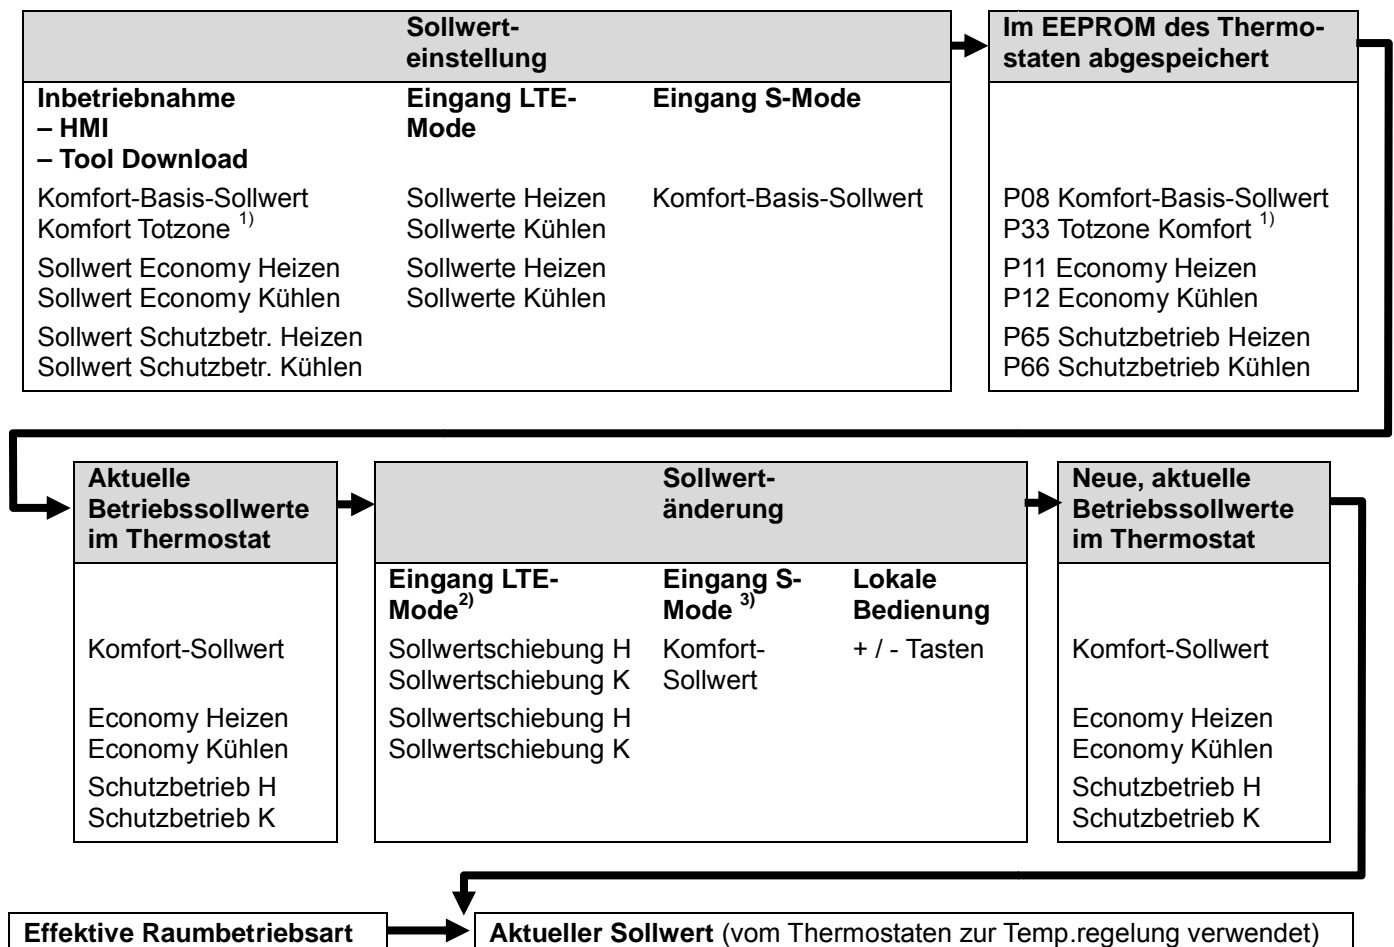 Sollwert-
einstellung
Inbetriebnahme
– HMI
– Tool Download
Eingang LTE-
Mode
Eingang S-Mode
Komfort-Basis-Sollwert
Komfort Totzone 1)
Sollwerte Heizen
Sollwerte Kühlen
Komfort-Basis-Sollwert
Sollwert Economy Heizen
Sollwert Economy Kühlen
Sollwerte Heizen
Sollwerte Kühlen
Sollwert Schutzbetr. Heizen
Sollwert Schutzbetr. Kühlen
Im EEPROM des Thermo-
staten abgespeichert
P08 Komfort-Basis-Sollwert
P33 Totzone Komfort 1)
P11 Economy Heizen
P12 Economy Kühlen
P65 Schutzbetrieb Heizen
P66 Schutzbetrieb Kühlen
Aktuelle
Betriebssollwerte
im Thermostat
Komfort-Sollwert
Economy Heizen
Economy Kühlen
Schutzbetrieb H
Schutzbetrieb K
Sollwert-
änderung
Eingang LTE-
Mode2)
Eingang S-
Mode 3)
Lokale
Bedienung
Sollwertschiebung H
Sollwertschiebung K
Komfort-
Sollwert
+ / - Tasten
Sollwertschiebung H
Sollwertschiebung K
Neue, aktuelle
Betriebssollwerte
im Thermostat
Komfort-Sollwert
Economy Heizen
Economy Kühlen
Schutzbetrieb H
Schutzbetrieb K
Effektive Raumbetriebsart
Aktueller Sollwert (vom Thermostaten zur Temp.regelung verwendet)